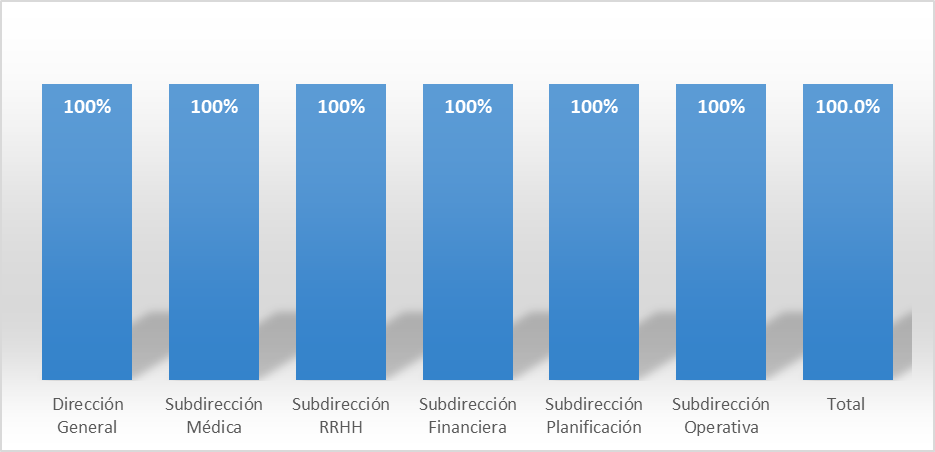 100% 100% 100% 100% 100% 100% 100.0%
Dirección Subdirección Subdirección Subdirección Subdirección Subdirección Total
General Médica RRHH Financiera Planificación Operativa